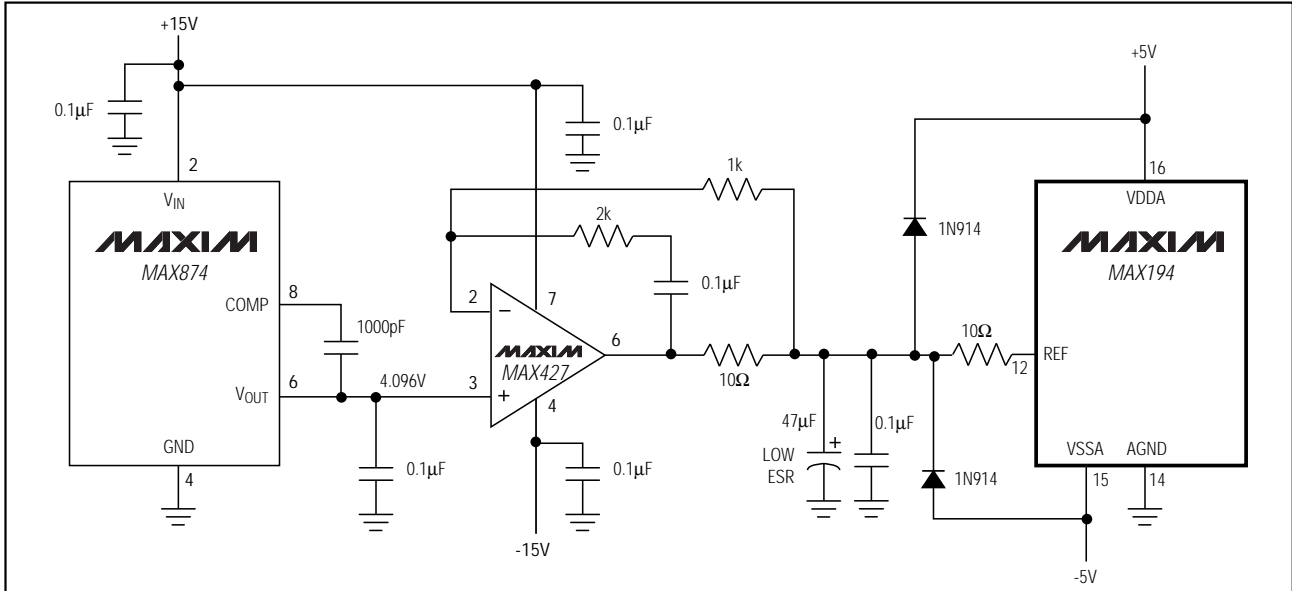 +15V
0.1μF
2
VIN
MAXIM
MAX874
COMP
8
1000pF
VOUT
6
4.096V
GND
4
0.1μF
0.1μF
1k
2k
0.1μF
2
−
7
MAXIM
MAX427
6
3
+
4
10Ω
0.1μF
-15V
47μF
+
LOW
ESR
0.1μF
1N914
1N914
+5V
16
VDDA
MAXIM
MAX194
10Ω
12
REF
VSSA
AGND
15
14
-5V